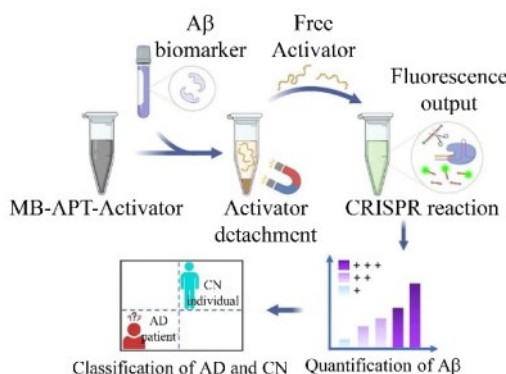 Aβ
biomarker
Free
Activator
Fluorescence
output
MB-APT-Activator
Activator
detachment
CRISPR reaction
+ + +
+ +
+
CN
individual
?!?
AD
patient
Classification of AD and CN
Quantification of Aβ